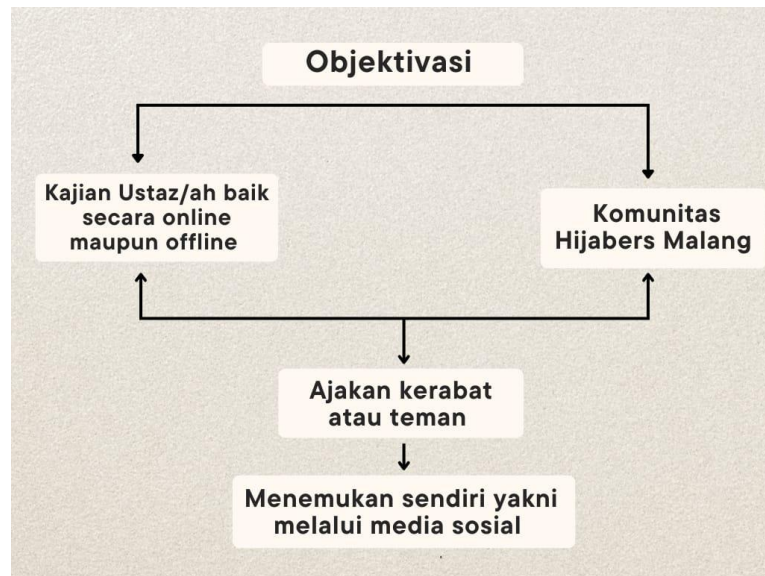 Objektivasi
Kajian Ustaz/ah baik
secara online
maupun offline
Komunitas
Hijabers Malang
Ajakan kerabat
atau teman
Menemukan sendiri yakni
melalui media sosial